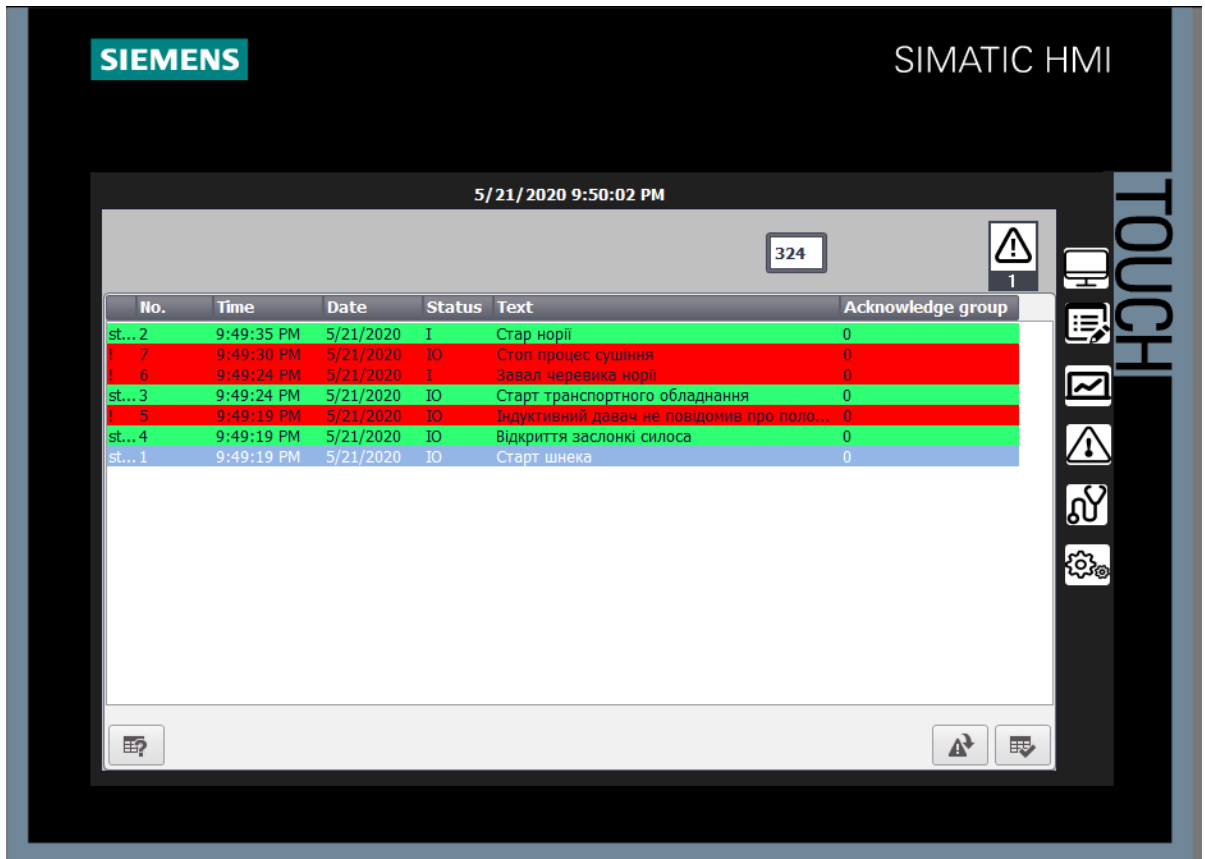 SIEMENS
SIMATIC HMI
TOUCH
5/21/2020 9:50:02 PM
324
1
No. Time Date Status Text Acknowledge group
st... 2 9:49:35 PM 5/21/2020 I Стар норії 0
! 7 9:49:30 PM 5/21/2020 IO Стоп процес сушіння 0
! 6 9:49:24 PM 5/21/2020 I Завал черевика норії 0
st... 3 9:49:24 PM 5/21/2020 IO Старт транспортного обладнання 0
! 5 9:49:19 PM 5/21/2020 IO Індуктивний давач не повідомив про поло... 0
st... 4 9:49:19 PM 5/21/2020 IO Відкриття заслонкі силоса 0
st... 1 9:49:19 PM 5/21/2020 IO Старт шнека 0